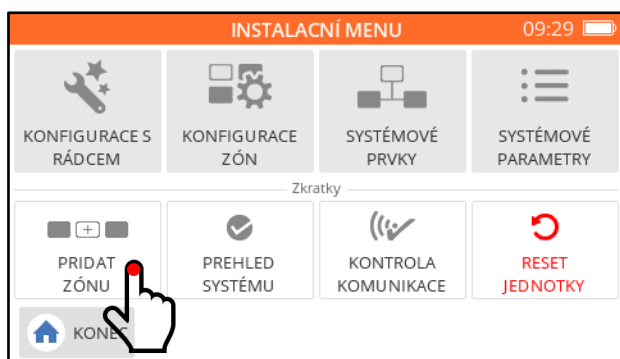 INSTALACNÍ MENU 09:29
KONFIGURACE S
RÁDCEM
KONFIGURACE
ZÓN
SYSTÉMOVÉ
PRVKY
SYSTÉMOVÉ
PARAMETRY
Zkratky
PRIDAT
ZÓNU
PREHLED
SYSTÉMU
KONTROLA
KOMUNIKACE
RESET
JEDNOTKY
KONEC